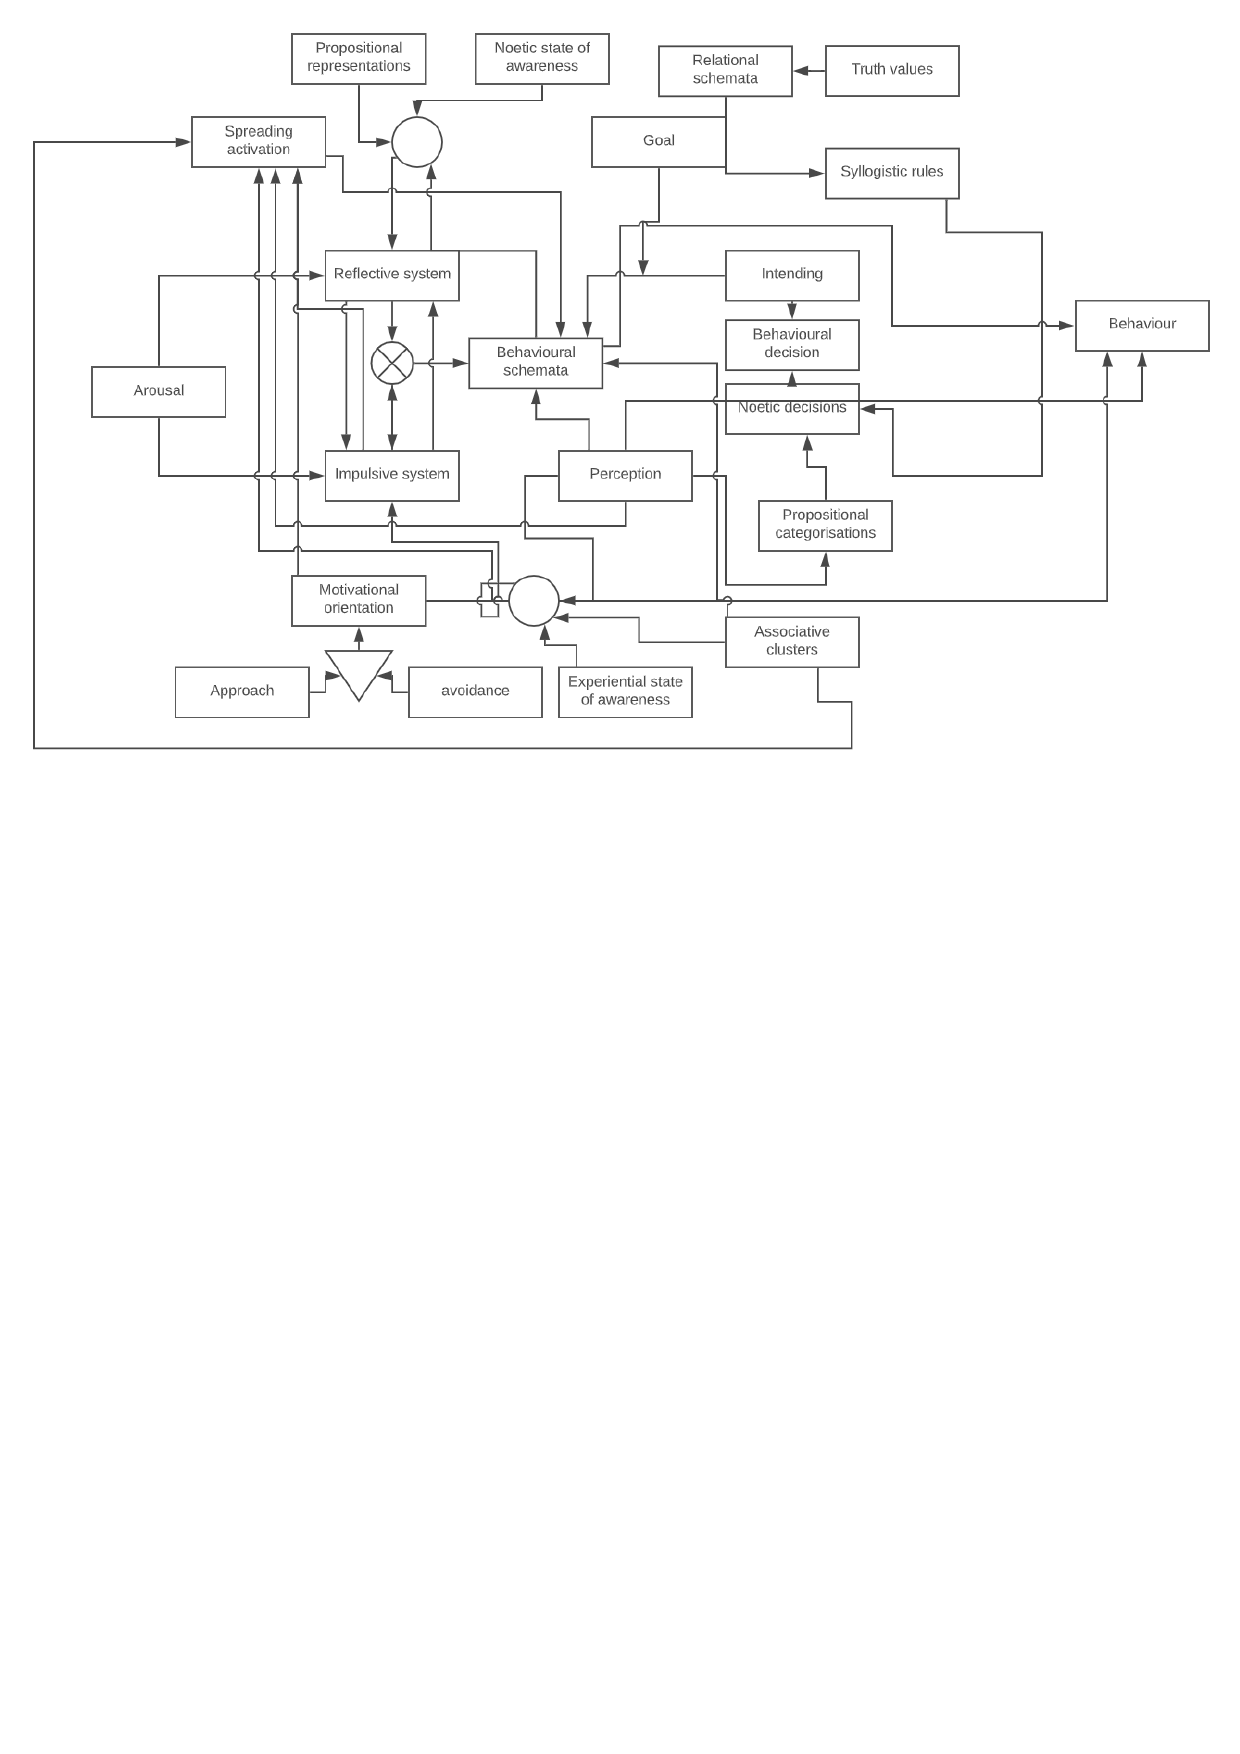 Propositional
representations
Noetic state of
awareness
Relational
schemata
Truth values
Spreading
activation
Goal
Syllogistic rules
Reflective system
Intending
Behavioural
decision
Behaviour
Behavioural
schemata
Arousal
Noetic decisions
Impulsive system
Perception
Propositional
categorisations
Motivational
orientation
Associative
clusters
Approach
avoidance
Experiential state
of awareness